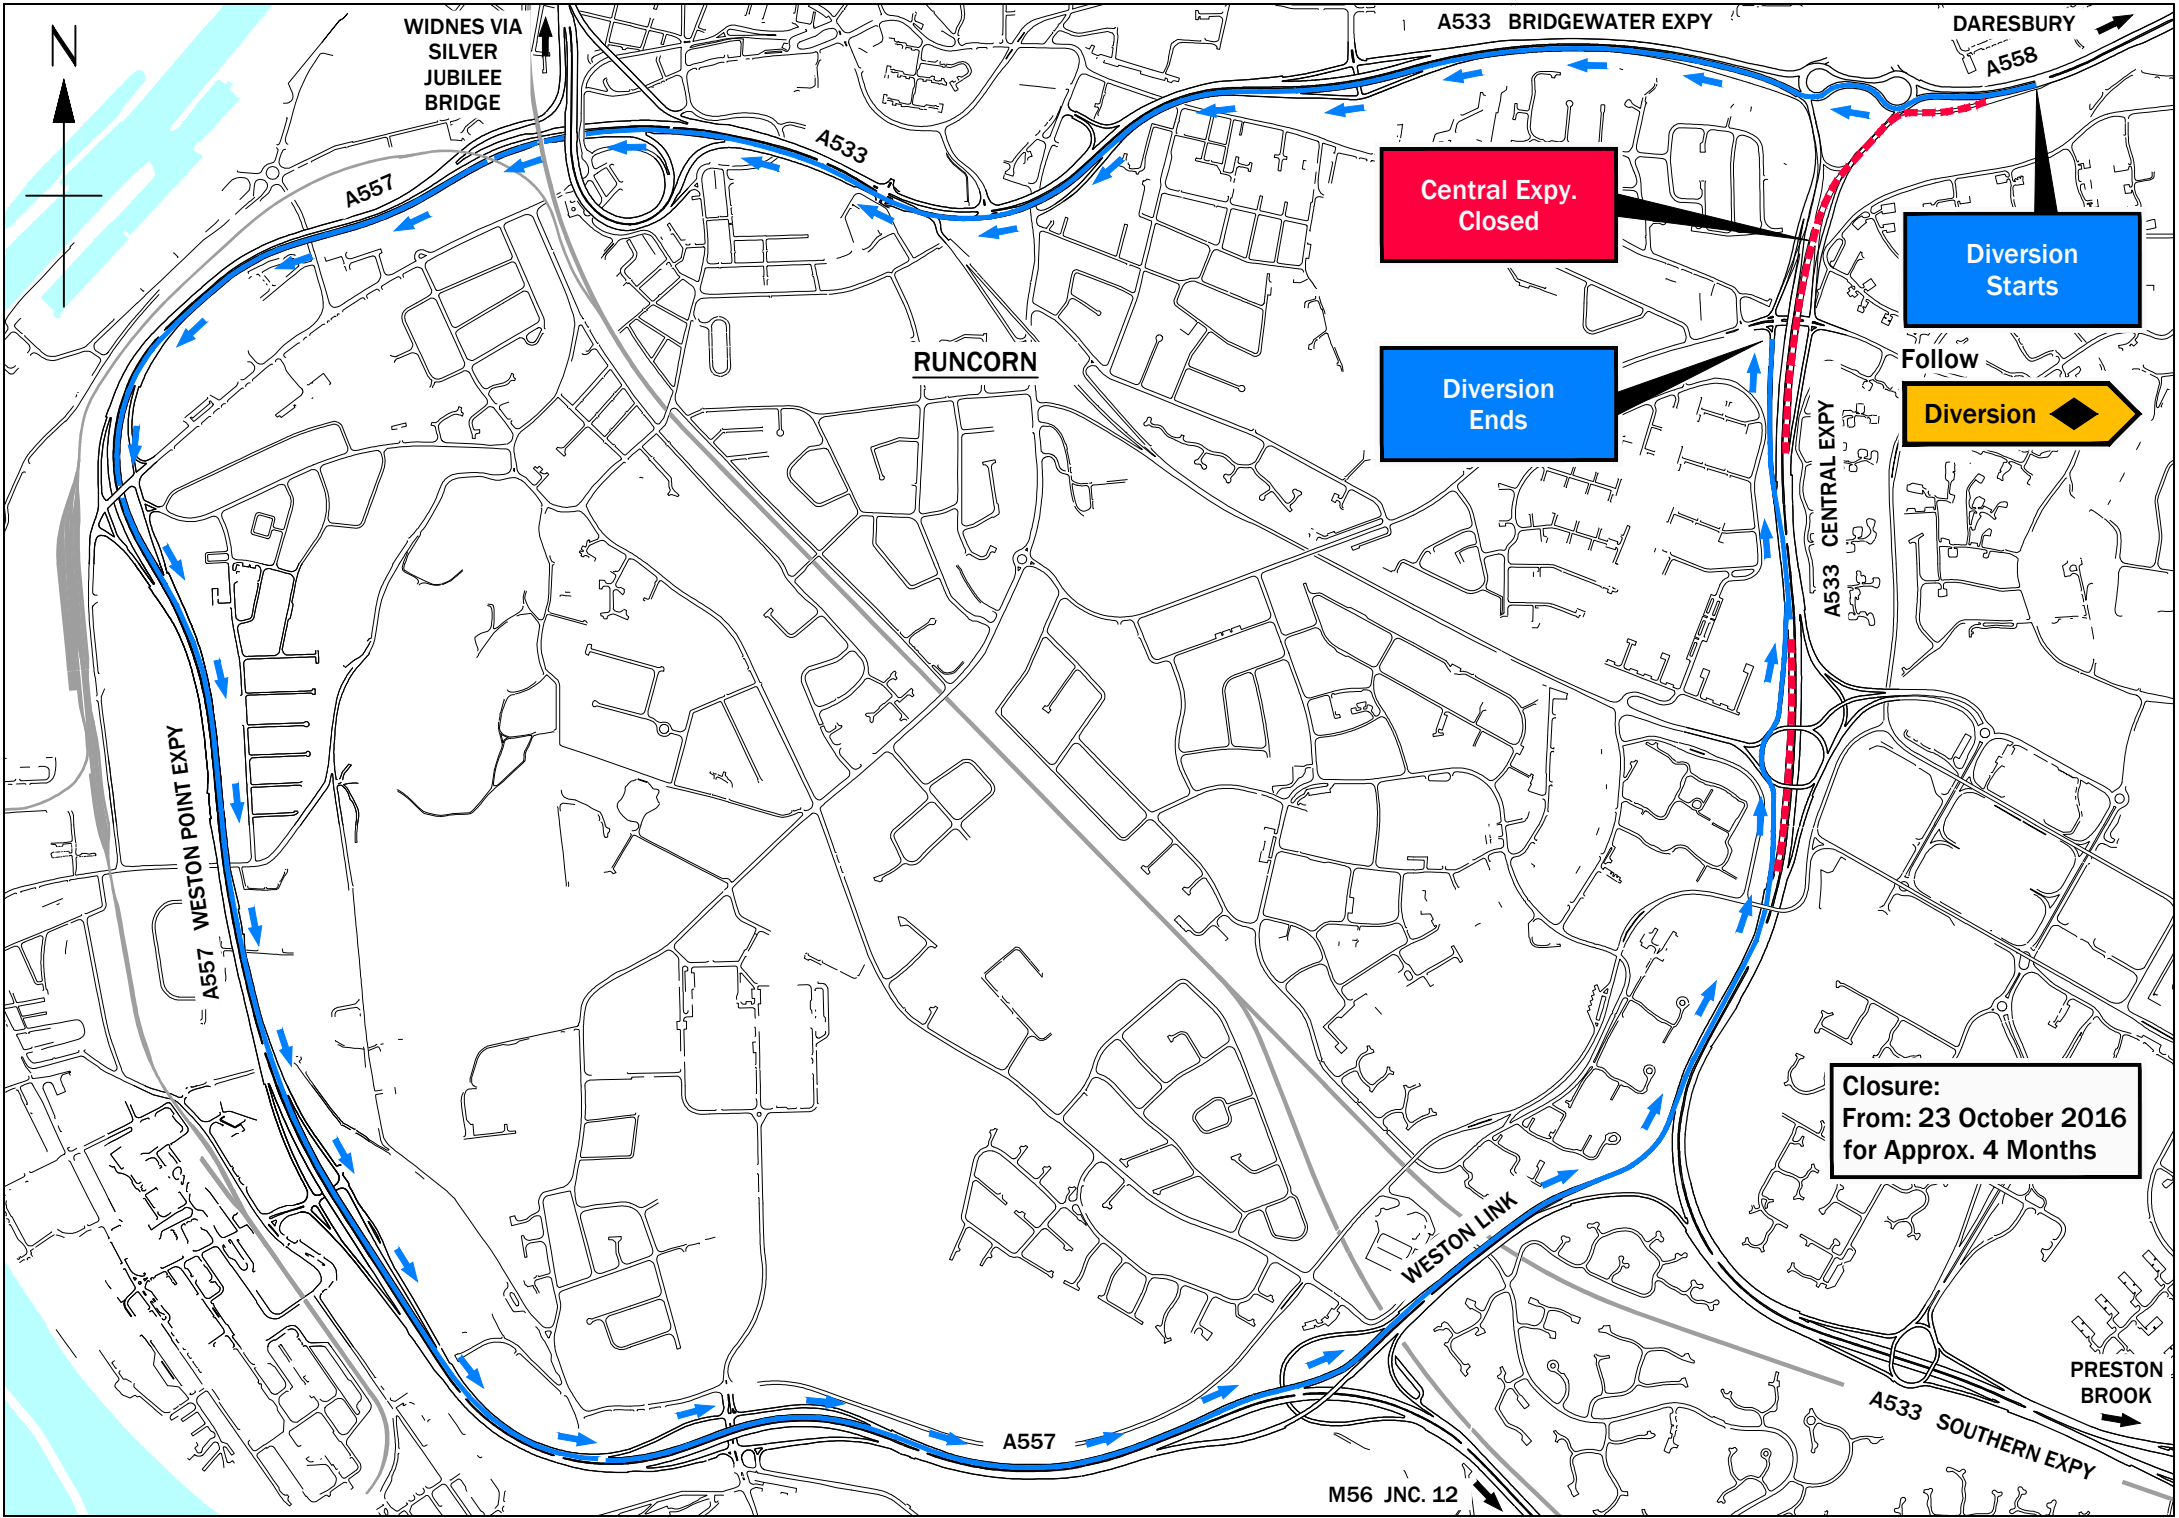 N
WIDNES VIA
SILVER
JUBILEE
BRIDGE
A533 BRIDGEWATER EXPY
DARESBURY
A558
A533
A557
Central Expy.
Closed
Diversion
Starts
RUNCORN
Diversion
Ends
Follow
Diversion
A533 CENTRAL EXPY
A557 WESTON POINT EXPY
Closure:
From: 23 October 2016
for Approx. 4 Months
WESTON LINK
PRESTON
BROOK
A533 SOUTHERN EXPY
A557
M56 JNC. 12